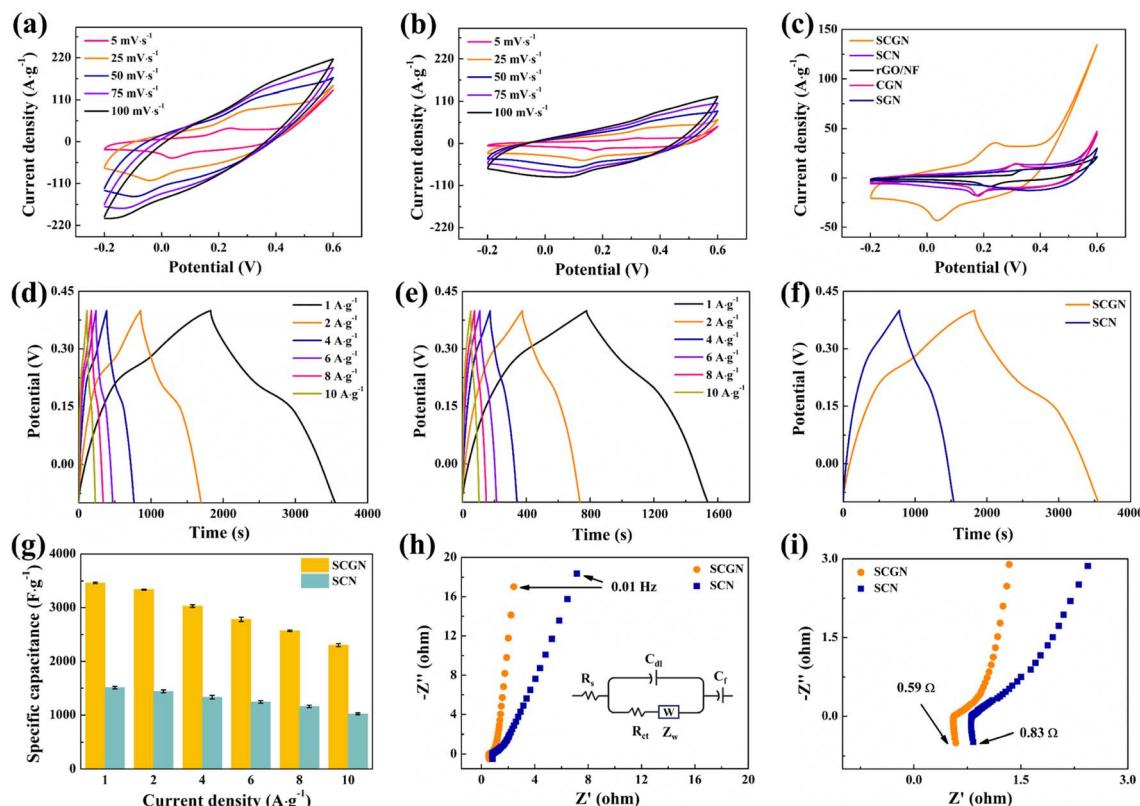 (a)
5 mV·s⁻¹
25 mV·s⁻¹
50 mV·s⁻¹
75 mV·s⁻¹
100 mV·s⁻¹
220
110
0
-110
-220
Current density (A·g⁻¹)
-0.2 0.0 0.2 0.4 0.6
Potential (V)
(b)
5 mV·s⁻¹
25 mV·s⁻¹
50 mV·s⁻¹
75 mV·s⁻¹
100 mV·s⁻¹
220
110
0
-110
-220
Current density (A·g⁻¹)
-0.2 0.0 0.2 0.4 0.6
Potential (V)
(c)
SCGN
SCN
rGO/NF
CGN
SGN
150
100
50
0
-50
Current density (A·g⁻¹)
-0.2 0.0 0.2 0.4 0.6
Potential (V)
(d)
1 A·g⁻¹
2 A·g⁻¹
4 A·g⁻¹
6 A·g⁻¹
8 A·g⁻¹
10 A·g⁻¹
0.45
0.30
0.15
0.00
Potential (V)
0 1000 2000 3000 4000
Time (s)
(e)
1 A·g⁻¹
2 A·g⁻¹
4 A·g⁻¹
6 A·g⁻¹
8 A·g⁻¹
10 A·g⁻¹
0.45
0.30
0.15
0.00
Potential (V)
0 400 800 1200 1600
Time (s)
(f)
SCGN
SCN
0.45
0.30
0.15
0.00
Potential (V)
0 1000 2000 3000 4000
Time (s)
(g)
SCGN
SCN
4000
3000
2000
1000
0
Specific capacitance (F·g⁻¹)
1 2 4 6 8 10
Current density (A·g⁻¹)
(h)
SCGN
SCN
0.01 Hz
20
16
12
8
4
0
-Z'' (ohm)
C_dl
R_s
C_f
R_ct
W
Z_w
0 4 8 12 16
Z' (ohm)
(i)
SCGN
SCN
3.0
1.5
0.0
-Z'' (ohm)
0.59 Ω
0.83 Ω
0.0 1.5 3.0
Z' (ohm)